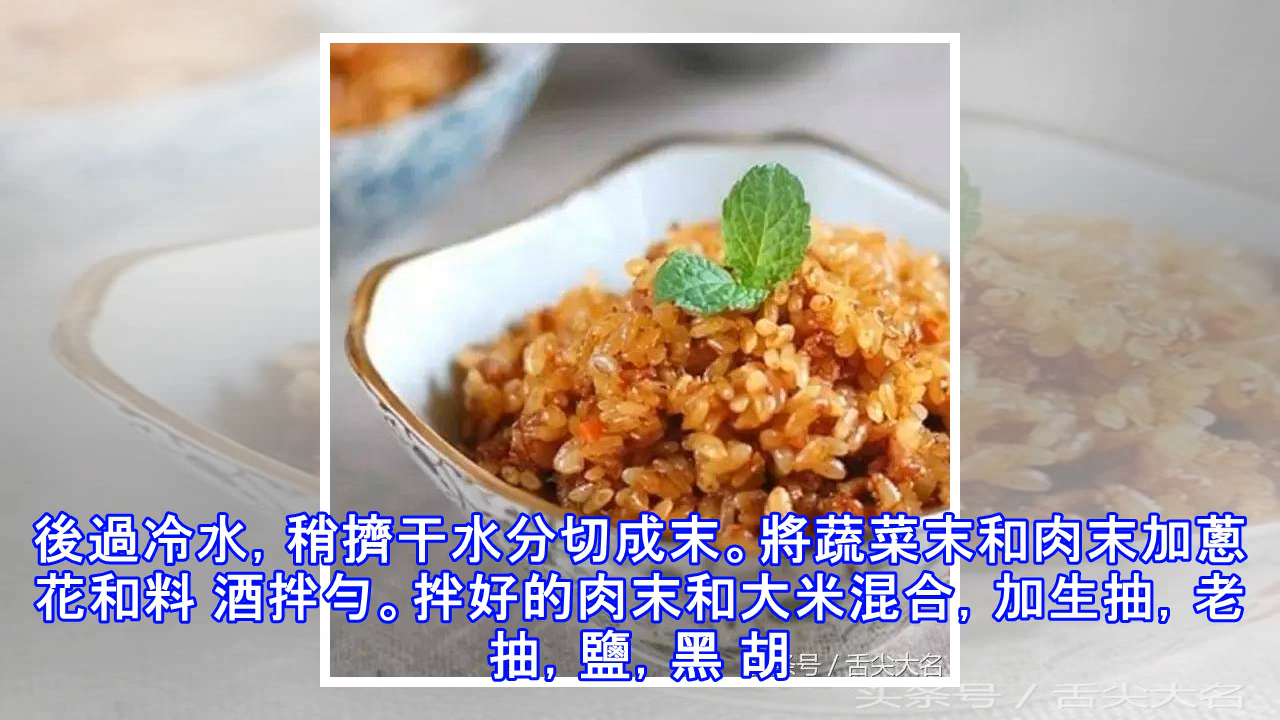 後過冷水, 稍擠干水分切成末。將蔬菜末和肉末加蔥
花和料 酒拌勻。拌好的肉末和大米混合, 加生抽, 老
抽, 鹽, 黑 胡
条号 / 舌尖大名
头条号 / 舌尖大名